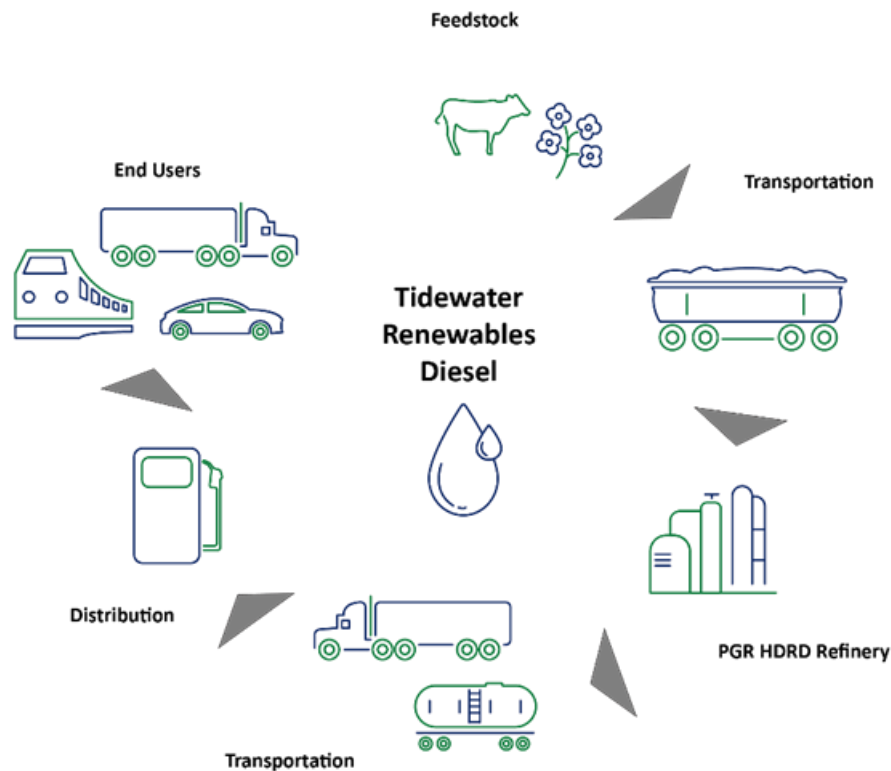 Feedstock
End Users
Transportation
Tidewater
Renewables
Diesel
Distribution
PGR HDRD Refinery
Transportation